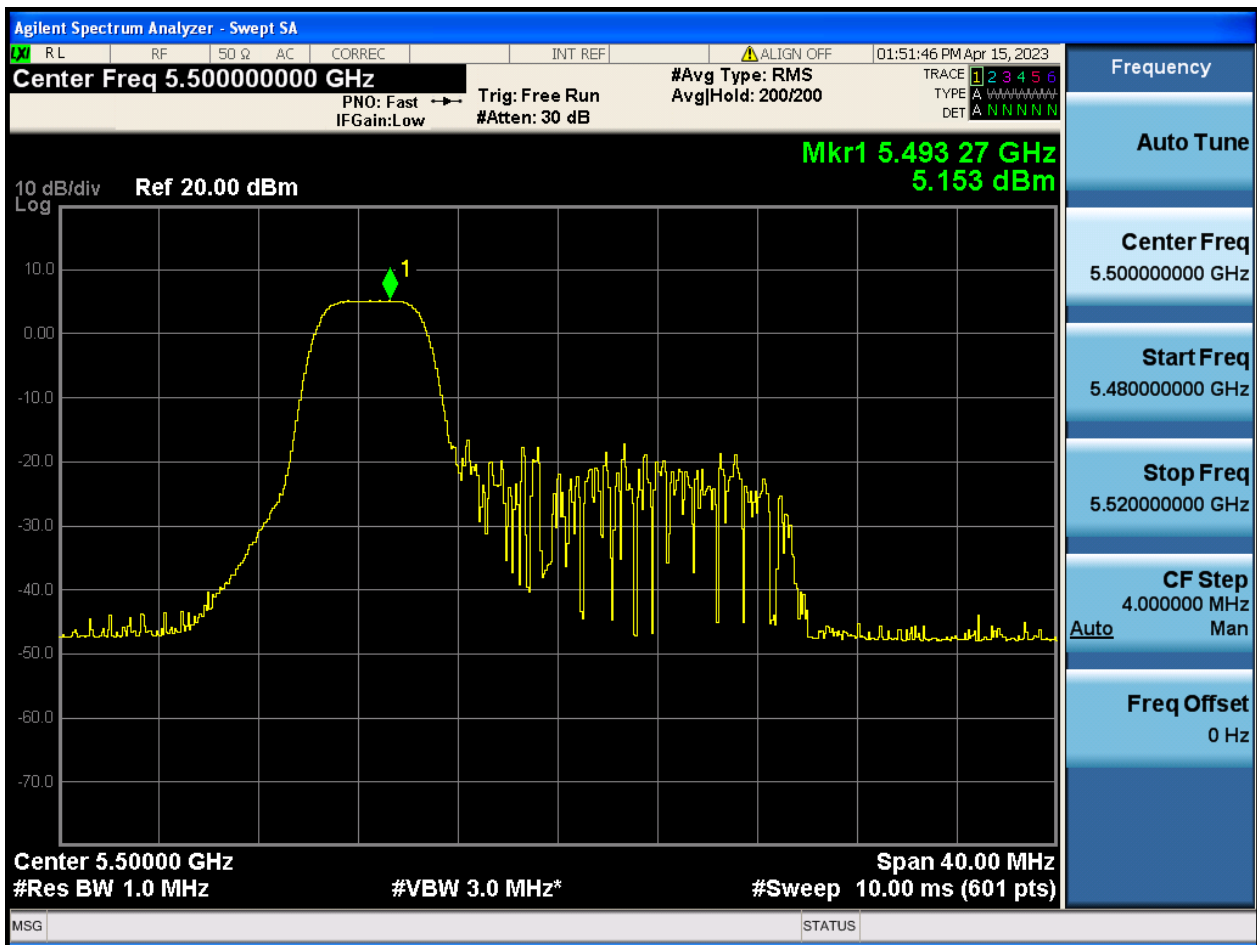 Agilent Spectrum Analyzer - Swept SA
LXI RL RF 50 Ω AC CORREC INT REF ALIGN OFF 01:51:46 PM Apr 15, 2023
Center Freq 5.500000000 GHz
PNO: Fast
IFGain:Low
Trig: Free Run
#Atten: 30 dB
#Avg Type: RMS
Avg|Hold: 200/200
TRACE 1 2 3 4 5 6
TYPE A
DET A N N N N N
Mkr1 5.493 27 GHz
5.153 dBm
10 dB/div Ref 20.00 dBm
Log
1
10.0
0.00
-10.0
-20.0
-30.0
-40.0
-50.0
-60.0
-70.0
Center 5.50000 GHz Span 40.00 MHz
#Res BW 1.0 MHz #VBW 3.0 MHz* #Sweep 10.00 ms (601 pts)
MSG STATUS
Frequency
Auto Tune
Center Freq
5.500000000 GHz
Start Freq
5.480000000 GHz
Stop Freq
5.520000000 GHz
CF Step
4.000000 MHz
Auto Man
Freq Offset
0 Hz